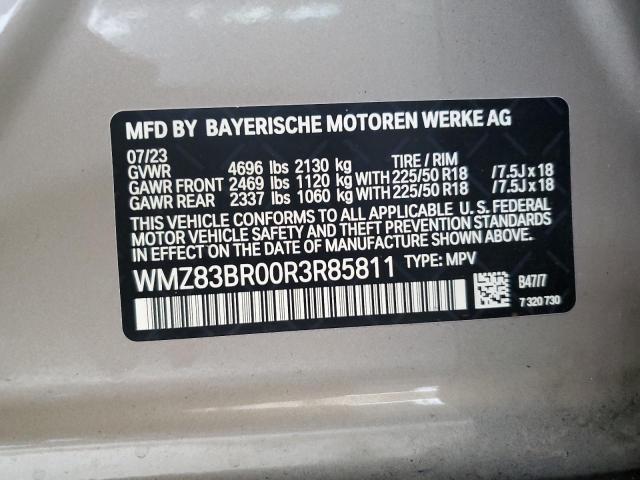 MFD BY BAYERISCHE MOTOREN WERKE AG
07/23
GVWR 4696 lbs 2130 kg TIRE / RIM
GAWR FRONT 2469 lbs 1120 kg WITH 225/50 R18 /7.5J x 18
GAWR REAR 2337 lbs 1060 kg WITH 225/50 R18 /7.5J x 18
THIS VEHICLE CONFORMS TO ALL APPLICABLE U. S. FEDERAL
MOTOR VEHICLE SAFETY AND THEFT PREVENTION STANDARDS
IN EFFECT ON THE DATE OF MANUFACTURE SHOWN ABOVE.
WMZ83BR00R3R85811 TYPE: MPV
B47/7
7 320 730